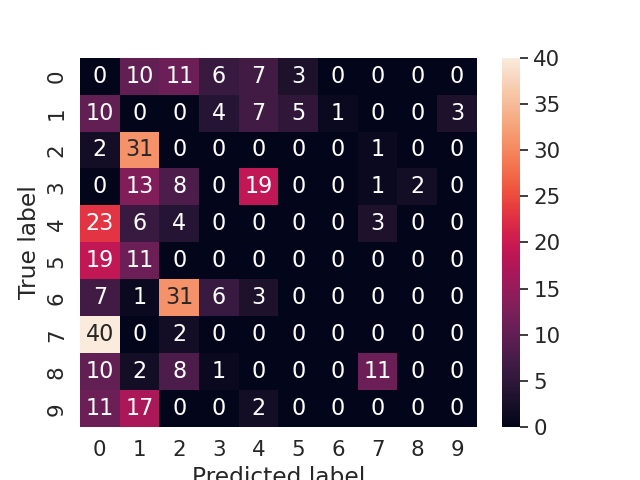 0 0 10 11 6 7 3 0 0 0 0
1 10 0 0 4 7 5 1 0 0 3
2 2 31 0 0 0 0 0 1 0 0
3 0 13 8 0 19 0 0 1 2 0
4 23 6 4 0 0 0 0 3 0 0
5 19 11 0 0 0 0 0 0 0 0
6 7 1 31 6 3 0 0 0 0 0
7 40 0 2 0 0 0 0 0 0 0
8 10 2 8 1 0 0 0 11 0 0
9 11 17 0 0 2 0 0 0 0 0
0 1 2 3 4 5 6 7 8 9
True label
Predicted label
40
35
30
25
20
15
10
5
0